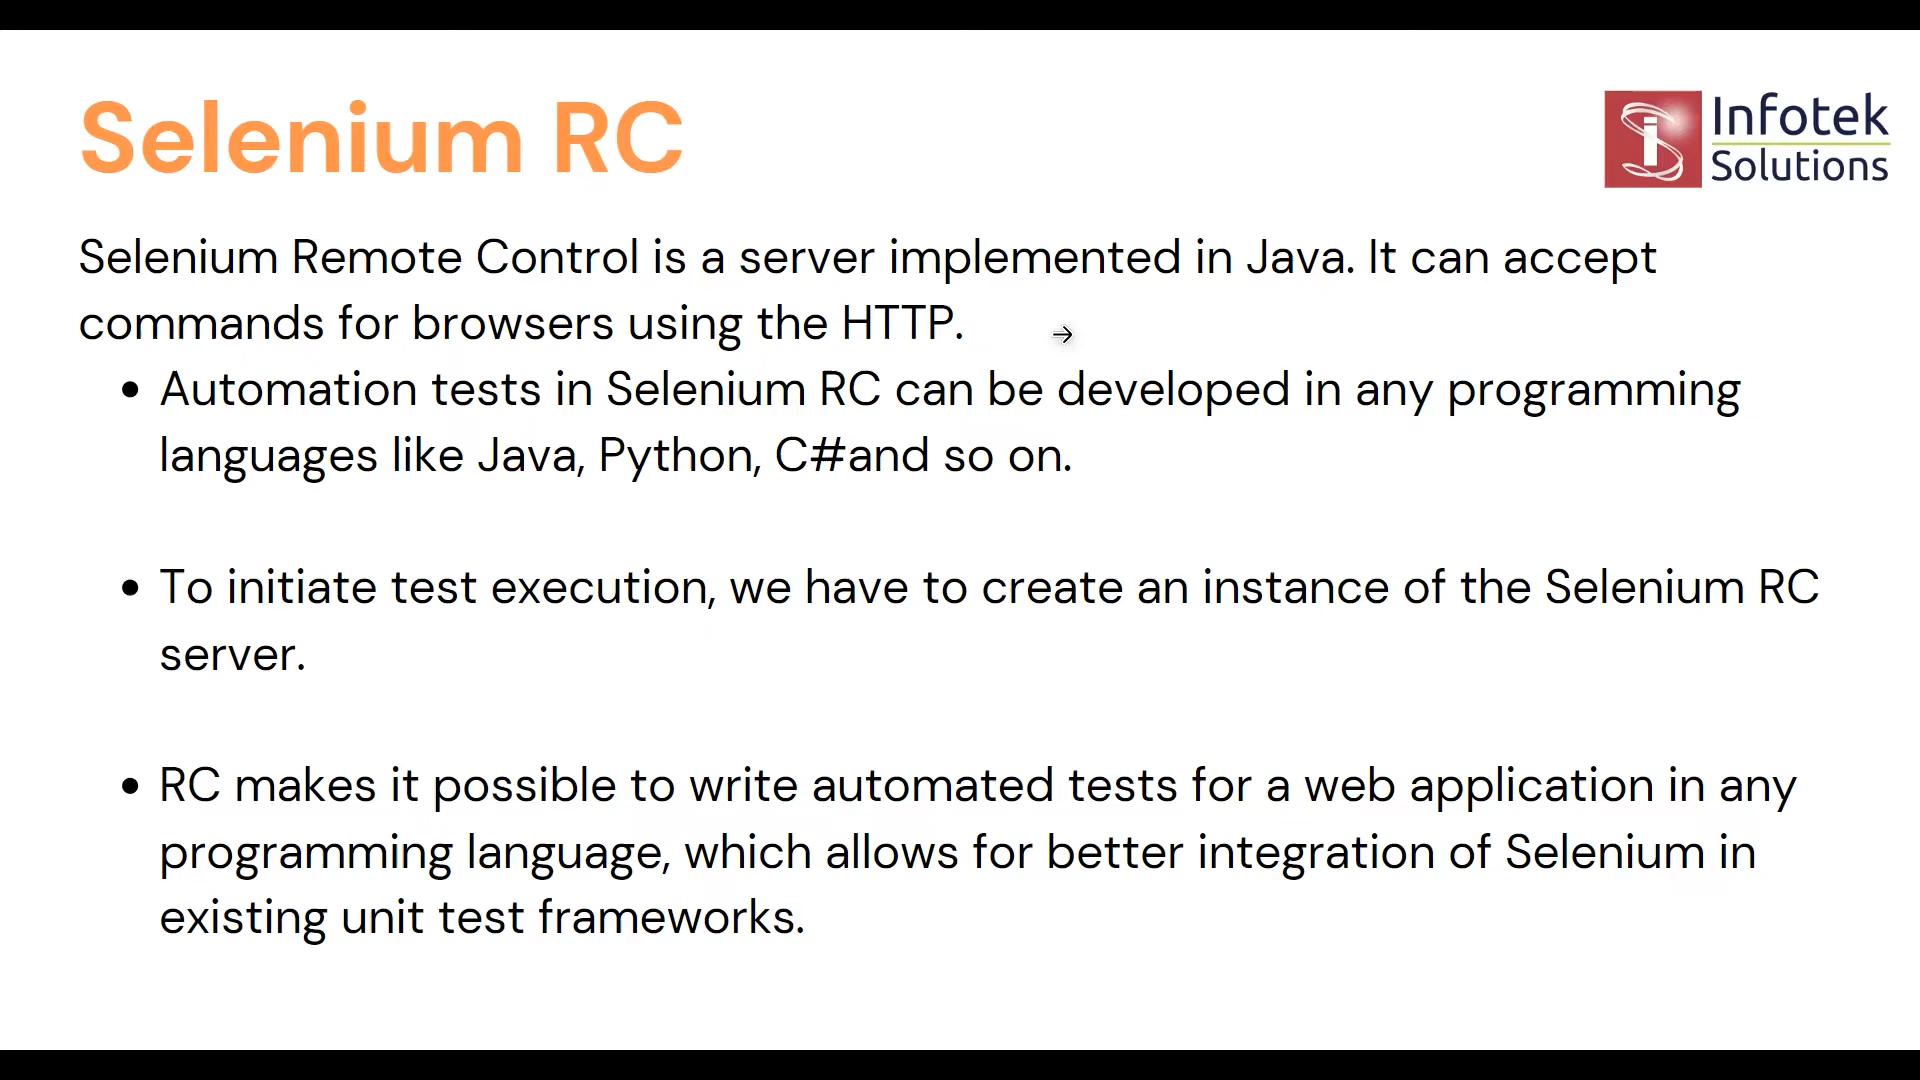 Selenium RC
Infotek
Solutions
Selenium Remote Control is a server implemented in Java. It can accept
commands for browsers using the HTTP.
• Automation tests in Selenium RC can be developed in any programming
languages like Java, Python, C#and so on.
• To initiate test execution, we have to create an instance of the Selenium RC
server.
• RC makes it possible to write automated tests for a web application in any
programming language, which allows for better integration of Selenium in
existing unit test frameworks.